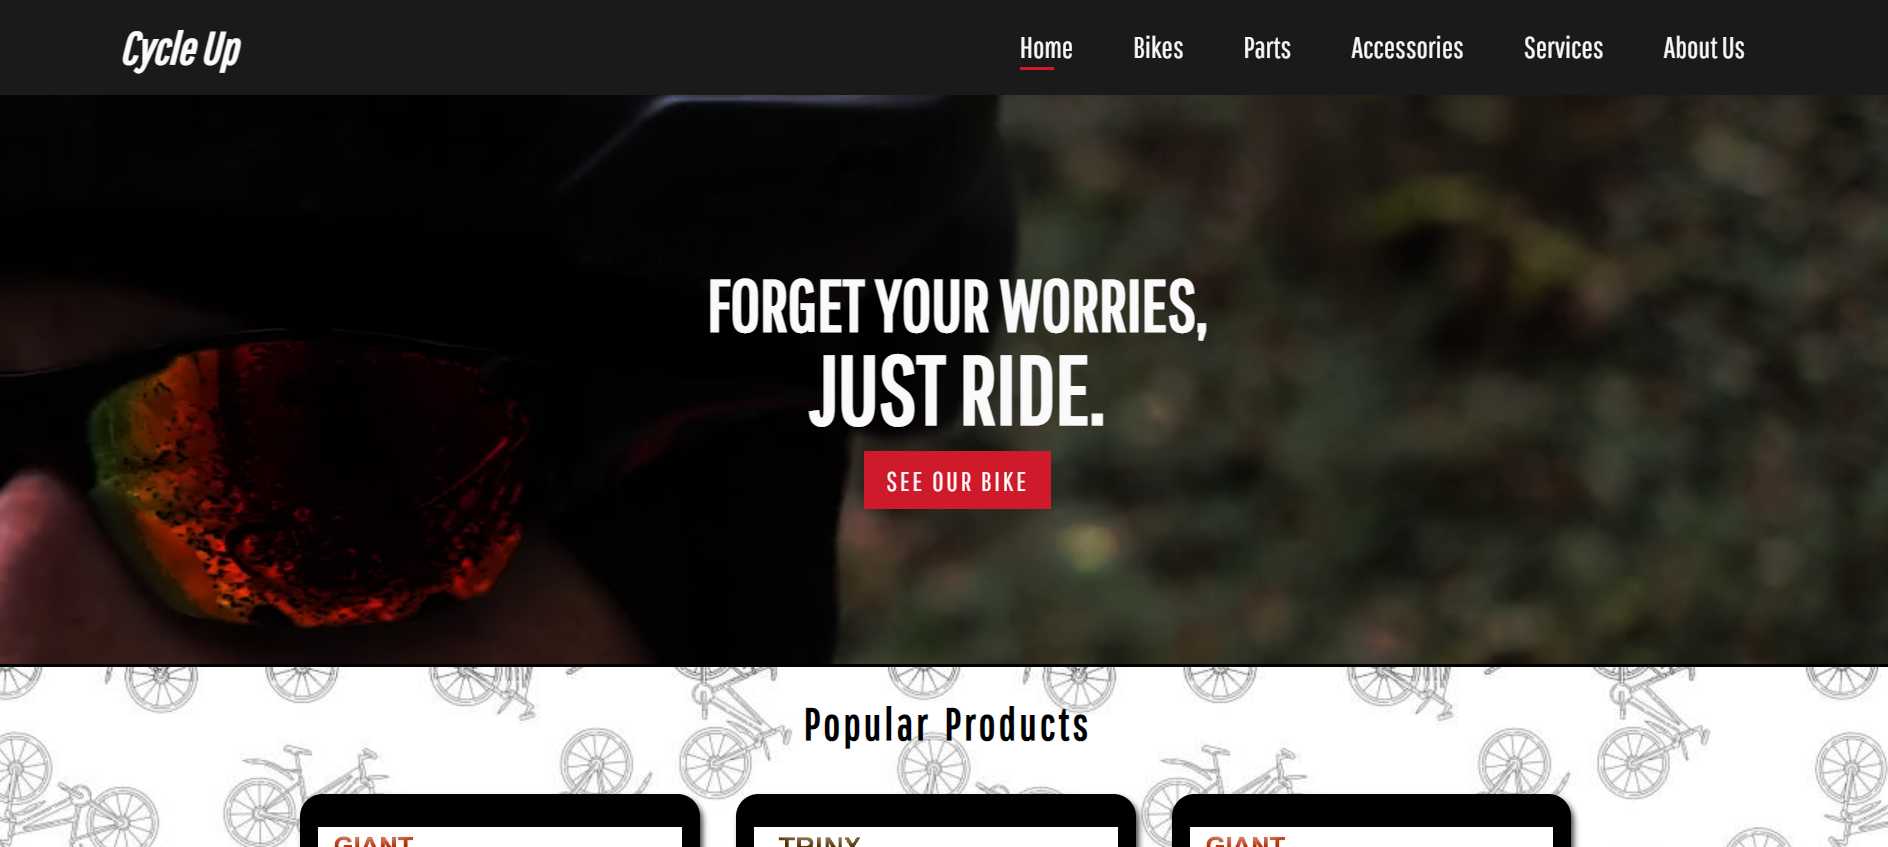 Cycle Up
Home Bikes Parts Accessories Services About Us
FORGET YOUR WORRIES,
JUST RIDE.
SEE OUR BIKE
Popular Products
GIANT TRINX GIANT